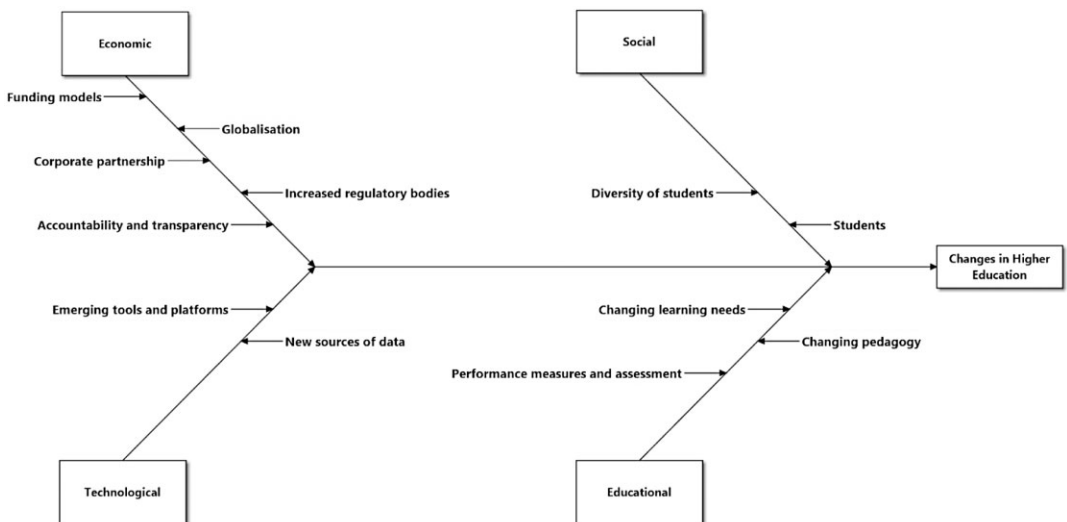 Economic
Social
Funding models
Globalisation
Corporate partnership
Increased regulatory bodies
Accountability and transparency
Diversity of students
Students
Changes in Higher
Education
Emerging tools and platforms
New sources of data
Changing learning needs
Changing pedagogy
Performance measures and assessment
Technological
Educational